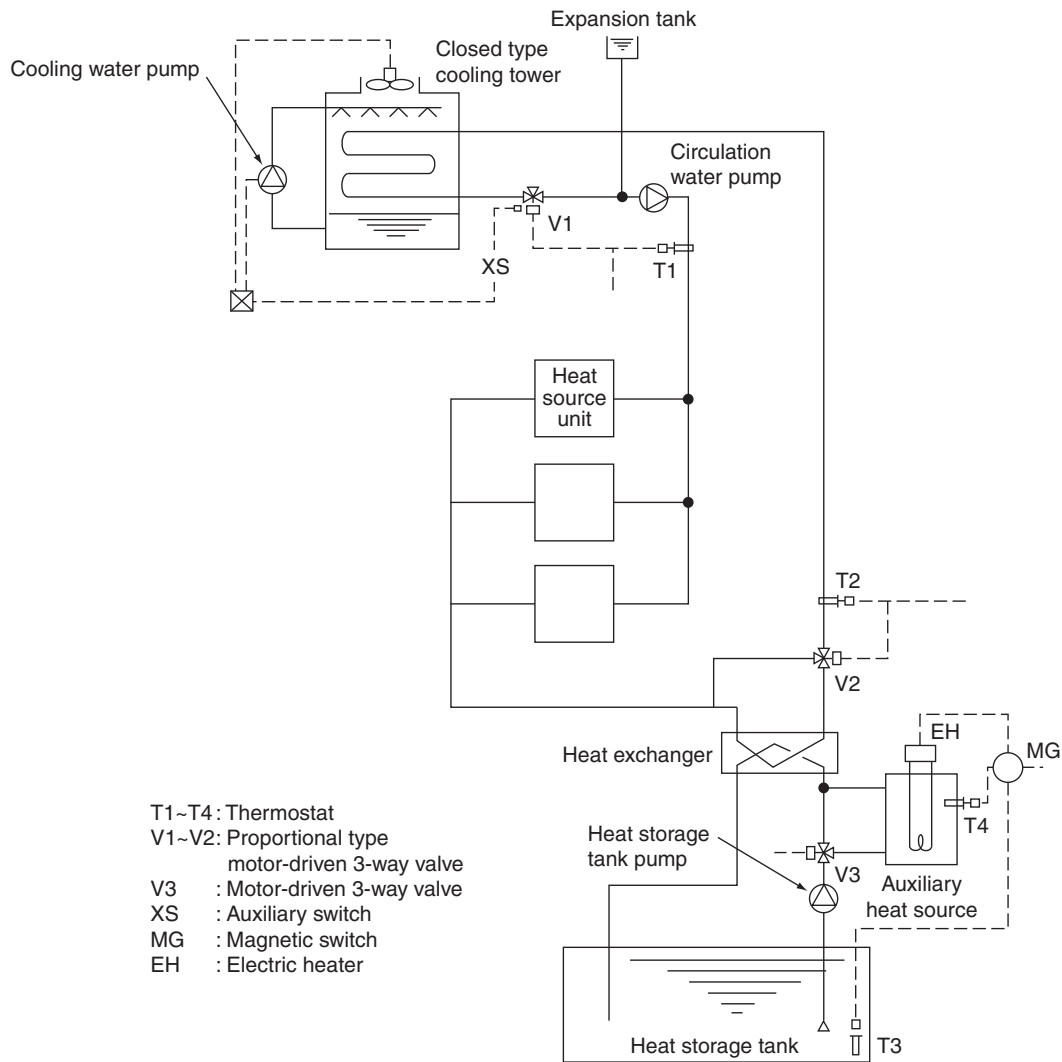 Expansion tank
Closed type
cooling tower
Cooling water pump
Circulation
water pump
V1
XS
T1
Heat
source
unit
T2
V2
EH
MG
Heat exchanger
T4
T1~T4 : Thermostat
V1~V2 : Proportional type
motor-driven 3-way valve
V3 : Motor-driven 3-way valve
XS : Auxiliary switch
MG : Magnetic switch
EH : Electric heater
Heat storage
tank pump
V3
Auxiliary
heat source
Heat storage tank
T3